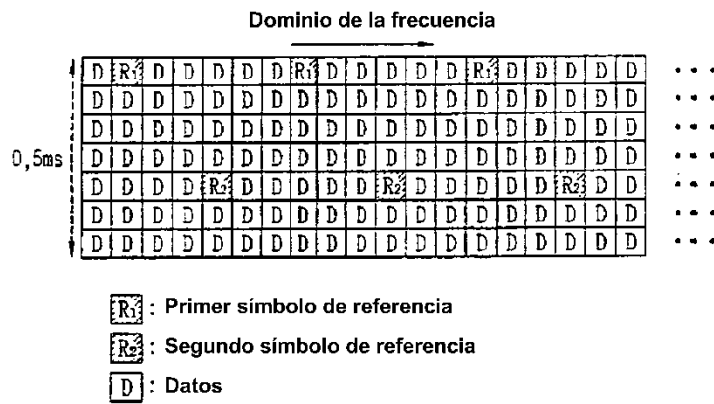 Dominio de la frecuencia
D R1 D D D D D R1 D D D D D R1 D D D D D • • •
D D D D D D D D D D D D D D D D D D D • • •
D D D D D D D D D D D D D D D D D D D • • •
0,5ms D D D D D D D D D D D D D D D D D D D • • •
D D D D R2 D D D D D R2 D D D D D R2 D D • • •
D D D D D D D D D D D D D D D D D D D • • •
D D D D D D D D D D D D D D D D D D D • • •
R1 : Primer símbolo de referencia
R2 : Segundo símbolo de referencia
D : Datos